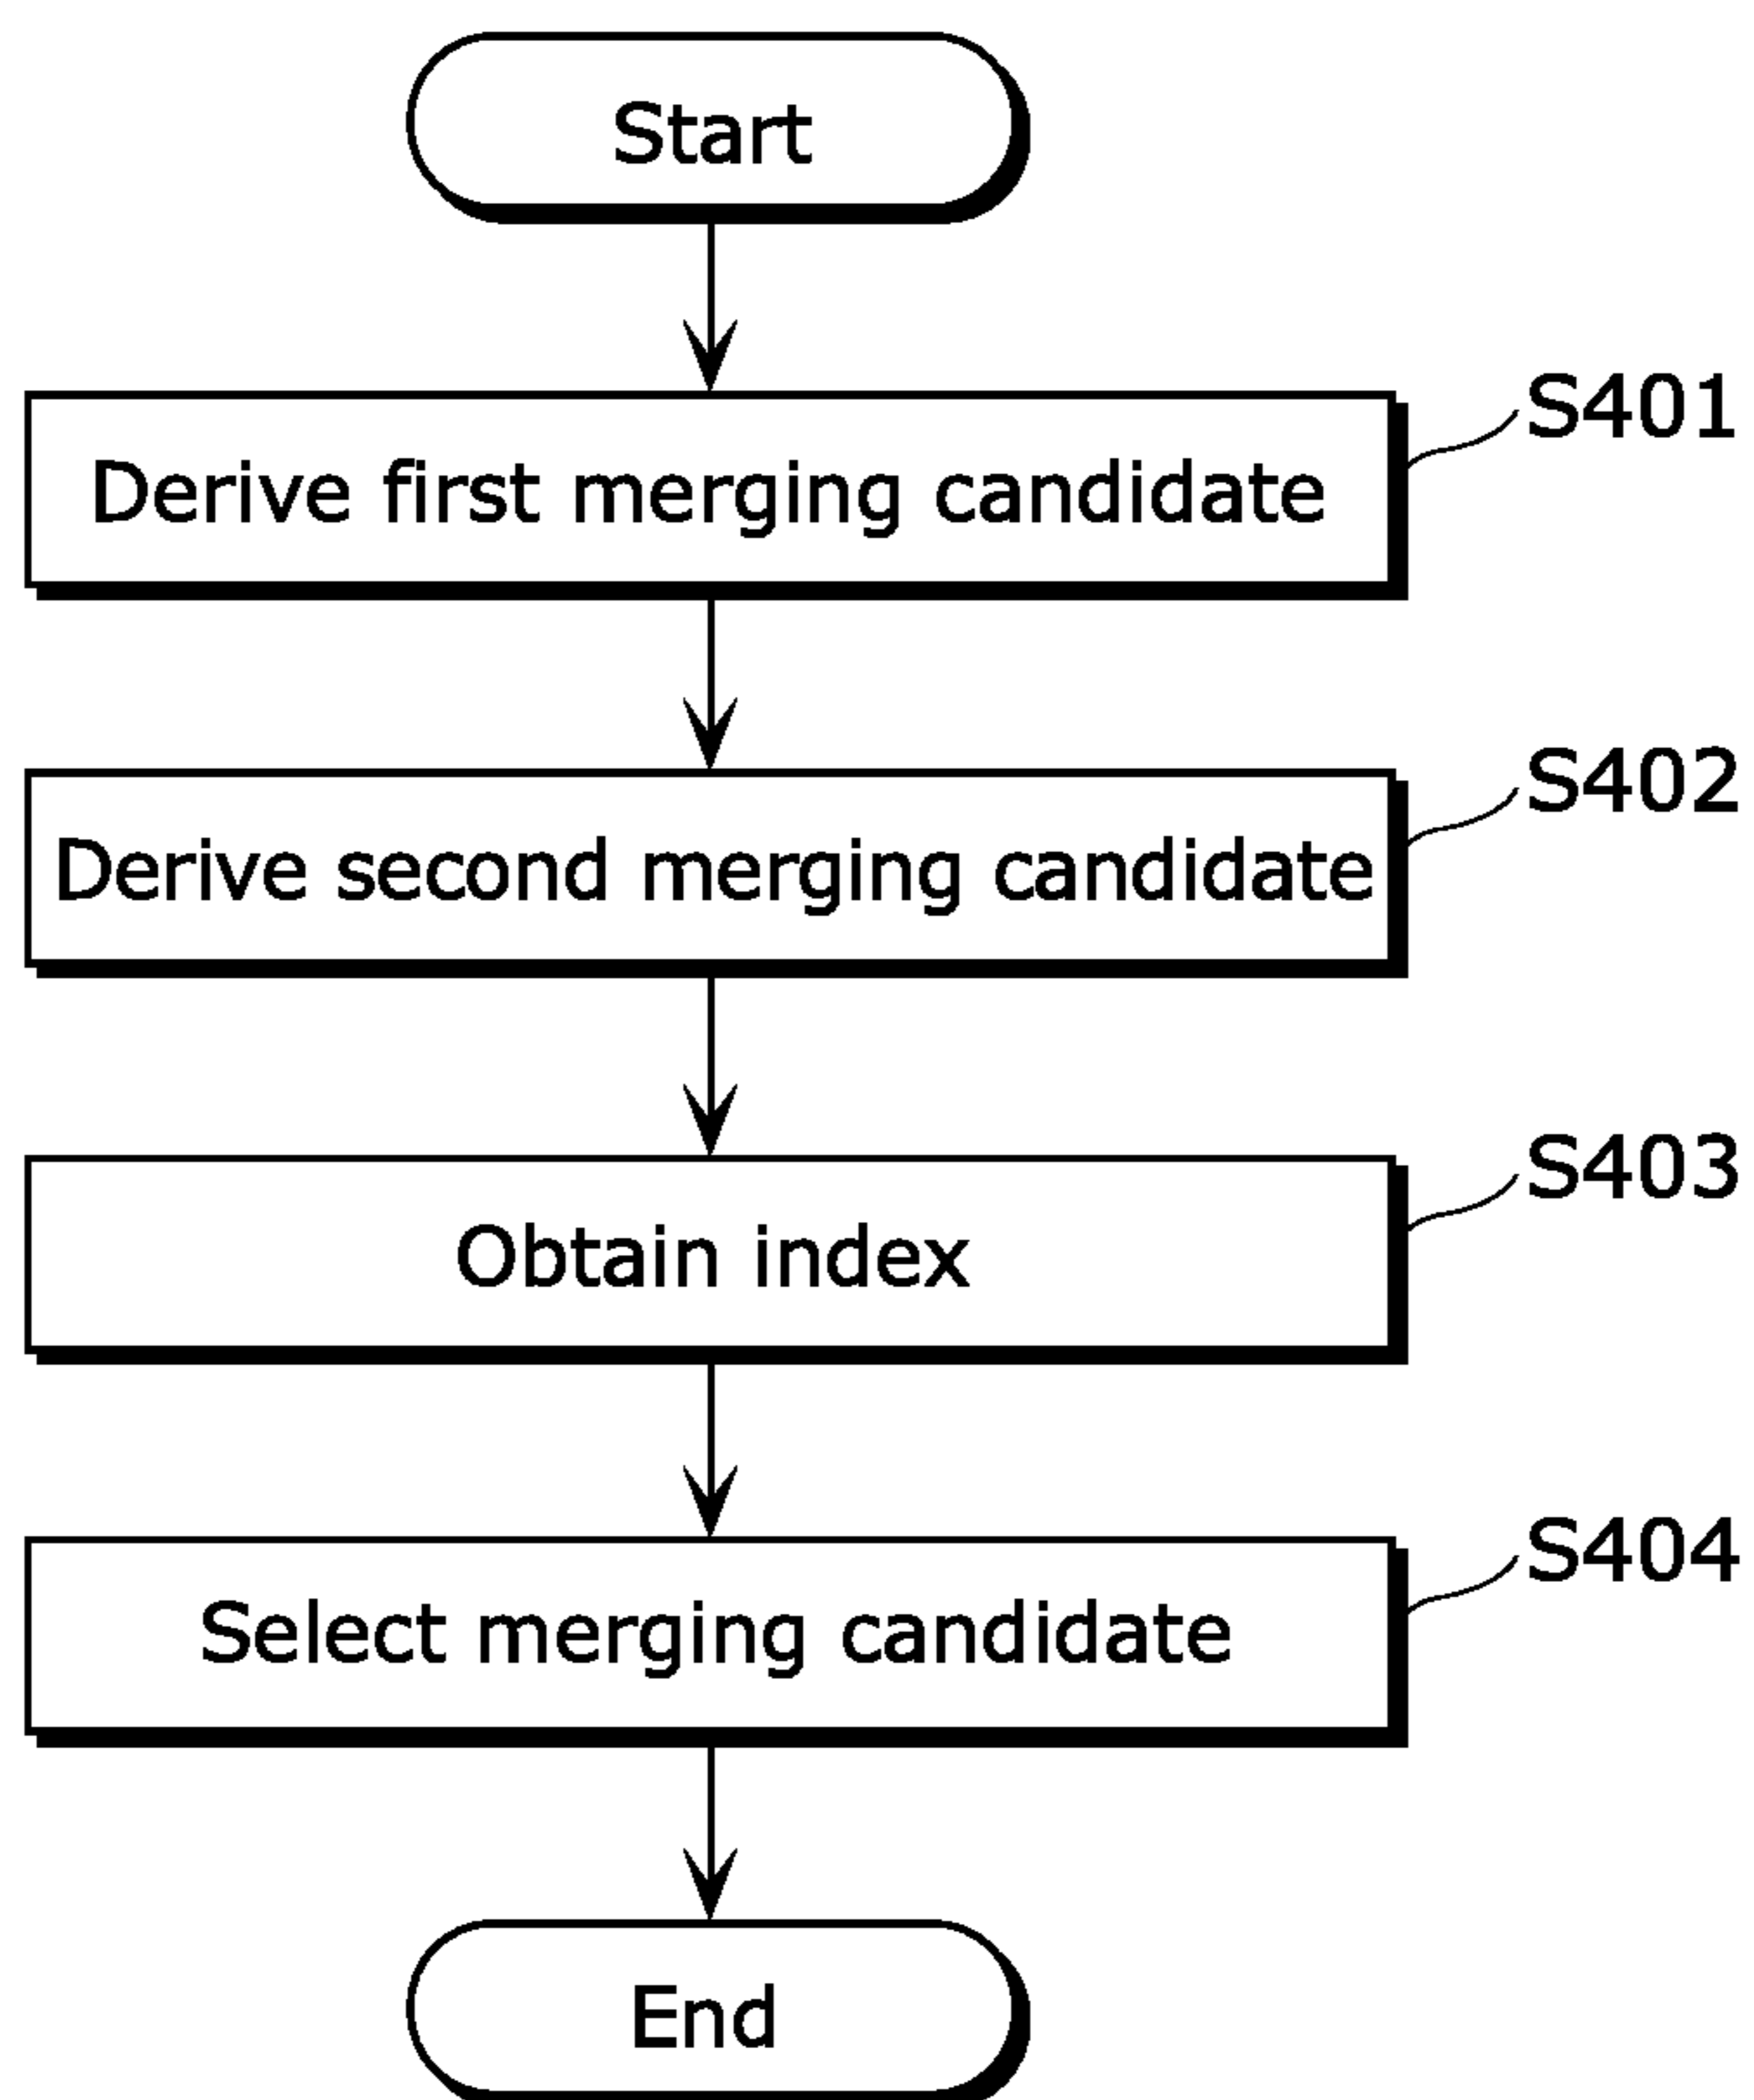 Start
S401
Derive first merging candidate
S402
Derive second merging candidate
S403
Obtain index
S404
Select merging candidate
End